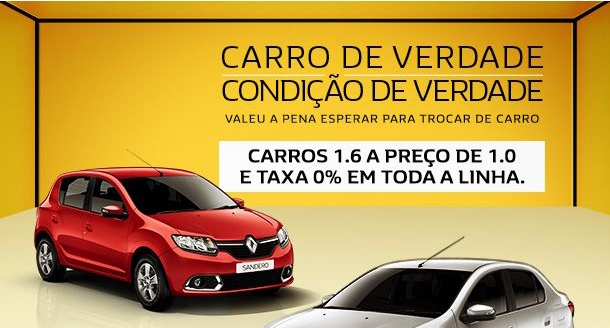 CARRO DE VERDADE
CONDIÇÃO DE VERDADE
VALEU A PENA ESPERAR PARA TROCAR DE CARRO
CARROS 1.6 A PREÇO DE 1.0
E TAXA 0% EM TODA A LINHA.
SANDERO